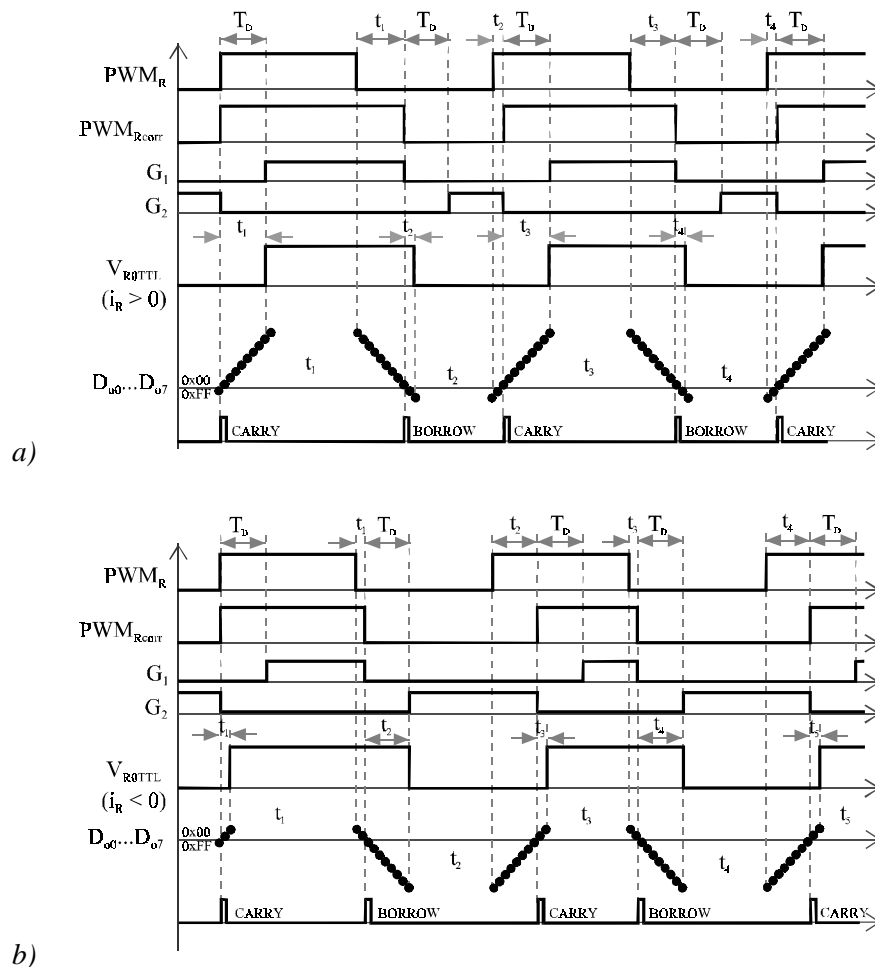 T_D t_1 T_D t_2 T_D t_3 T_D t_4 T_D
PWM_R
PWM_Rcorr
G_1
G_2
t_1 t_2 t_3 t_4
V_R0TTL
(i_R > 0)
t_1 t_2 t_3 t_4
D_o0...D_o7 0x00
0xFF
CARRY BORROW CARRY BORROW CARRY
a)
T_D t_1 T_D t_2 T_D t_3 T_D t_4 T_D
PWM_R
PWM_Rcorr
G_1
G_2
t_1 t_2 t_3 t_4 t_5
V_R0TTL
(i_R < 0)
t_1 t_2 t_3 t_4 t_5
D_o0...D_o7 0x00
0xFF
CARRY BORROW CARRY BORROW CARRY
b)